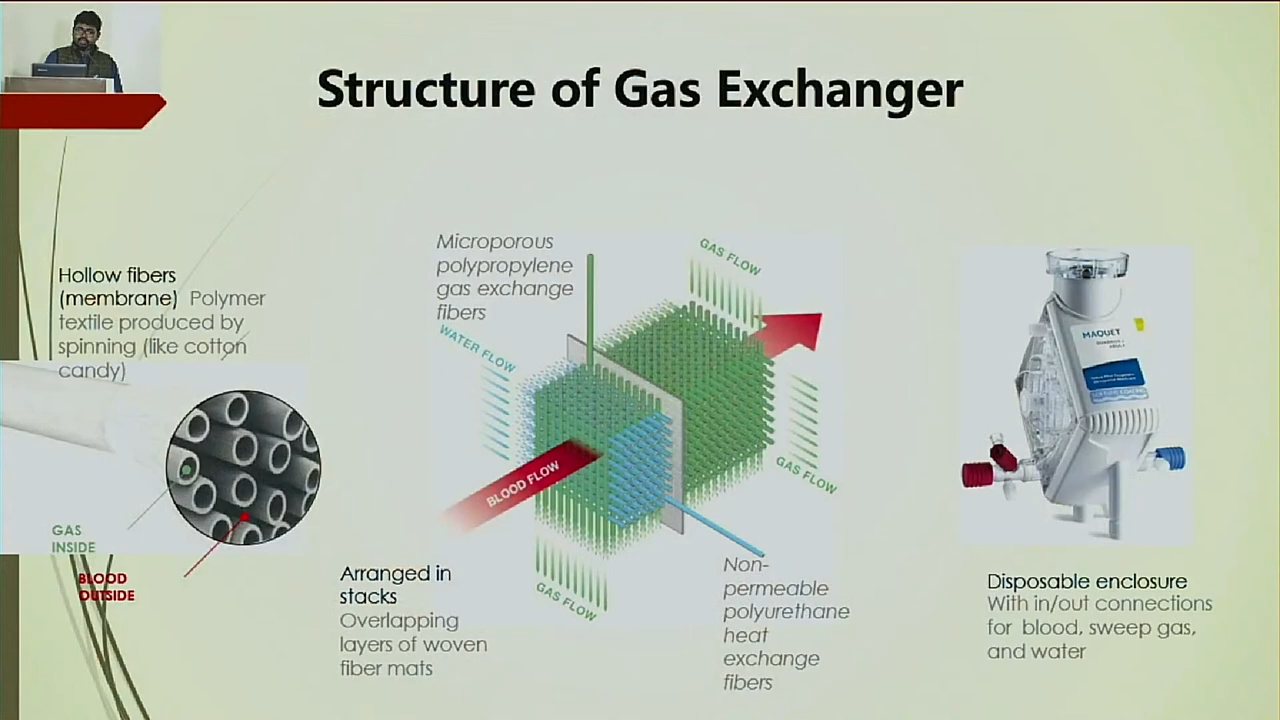 Structure of Gas Exchanger
Hollow fibers
(membrane) Polymer
textile produced by
spinning (like cotton
candy)
GAS
INSIDE
BLOOD
OUTSIDE
Microporous
polypropylene
gas exchange
fibers
GAS FLOW
WATER FLOW
BLOOD FLOW
GAS FLOW
GAS FLOW
Arranged in
stacks
Overlapping
layers of woven
fiber mats
Non-
permeable
polyurethane
heat
exchange
fibers
MAQUET
Disposable enclosure
With in/out connections
for blood, sweep gas,
and water